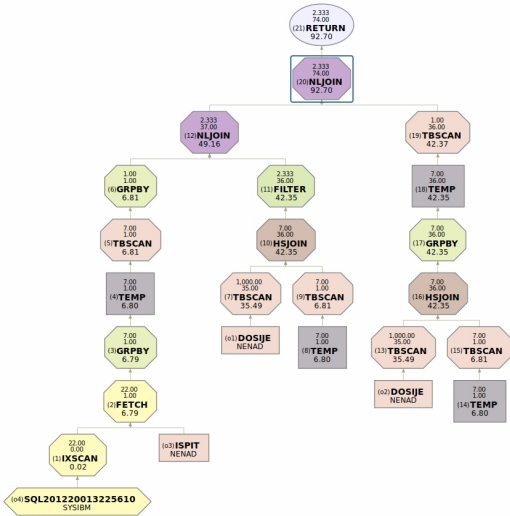 2.333
74.00
(21)RETURN
92.70
2.333
74.00
(20)NLJOIN
92.70
2.333
37.00
(12)NLJOIN
49.16
1.00
36.00
(19)TBSCAN
42.37
1.00
1.00
(6)GRPBY
6.81
2.333
36.00
(11)FILTER
42.35
7.00
36.00
(18)TEMP
42.35
7.00
1.00
(5)TBSCAN
6.81
7.00
36.00
(10)HSJOIN
42.35
7.00
36.00
(17)GRPBY
42.35
7.00
1.00
(4)TEMP
6.80
1,000.00
35.00
(7)TBSCAN
35.49
7.00
1.00
(9)TBSCAN
6.81
7.00
36.00
(16)HSJOIN
42.35
7.00
1.00
(3)GRPBY
6.79
(o1)DOSIJE
NENAD
7.00
1.00
(8)TEMP
6.80
1,000.00
35.00
(13)TBSCAN
35.49
7.00
1.00
(15)TBSCAN
6.81
22.00
1.00
(2)FETCH
6.79
(o2)DOSIJE
NENAD
7.00
1.00
(14)TEMP
6.80
22.00
0.00
(1)IXSCAN
0.02
(o3)ISPIT
NENAD
(o4)SQL201220013225610
SYSIBM